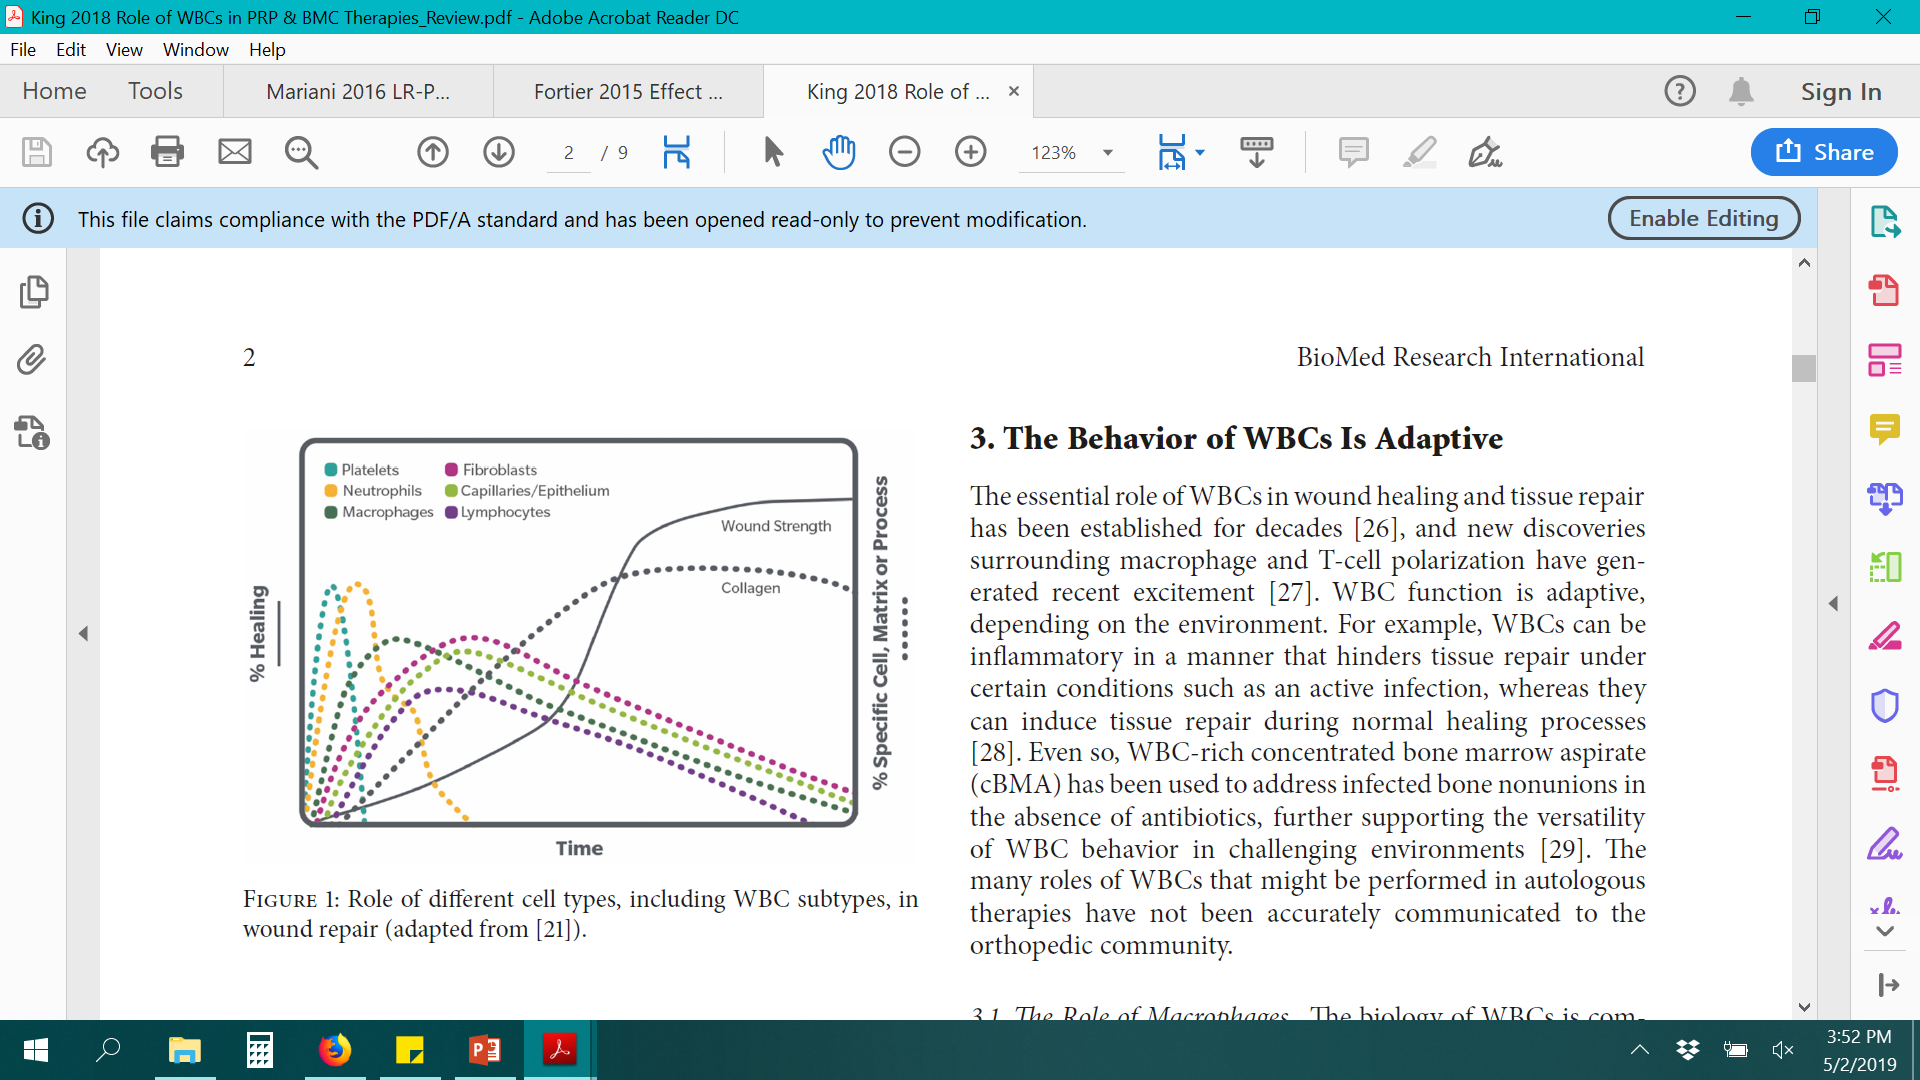 King 2018 Role of WBCs in PRP & BMC Therapies_Review.pdf - Adobe Acrobat Reader DC
File Edit View Window Help
Home Tools Mariani 2016 LR-P... Fortier 2015 Effect ... King 2018 Role of ... × Sign In
2 / 9 123% Share
This file claims compliance with the PDF/A standard and has been opened read-only to prevent modification. Enable Editing
2 BioMed Research International
Platelets Fibroblasts
Neutrophils Capillaries/Epithelium
Macrophages Lymphocytes
Wound Strength
Collagen
% Healing
% Specific Cell, Matrix or Process
Time
FIGURE 1: Role of different cell types, including WBC subtypes, in
wound repair (adapted from [21]).
3. The Behavior of WBCs Is Adaptive
The essential role of WBCs in wound healing and tissue repair
has been established for decades [26], and new discoveries
surrounding macrophage and T-cell polarization have gen-
erated recent excitement [27]. WBC function is adaptive,
depending on the environment. For example, WBCs can be
inflammatory in a manner that hinders tissue repair under
certain conditions such as an active infection, whereas they
can induce tissue repair during normal healing processes
[28]. Even so, WBC-rich concentrated bone marrow aspirate
(cBMA) has been used to address infected bone nonunions in
the absence of antibiotics, further supporting the versatility
of WBC behavior in challenging environments [29]. The
many roles of WBCs that might be performed in autologous
therapies have not been accurately communicated to the
orthopedic community.
3.1. The Role of Macrophages. The biology of WBCs is com-
3:52 PM
5/2/2019